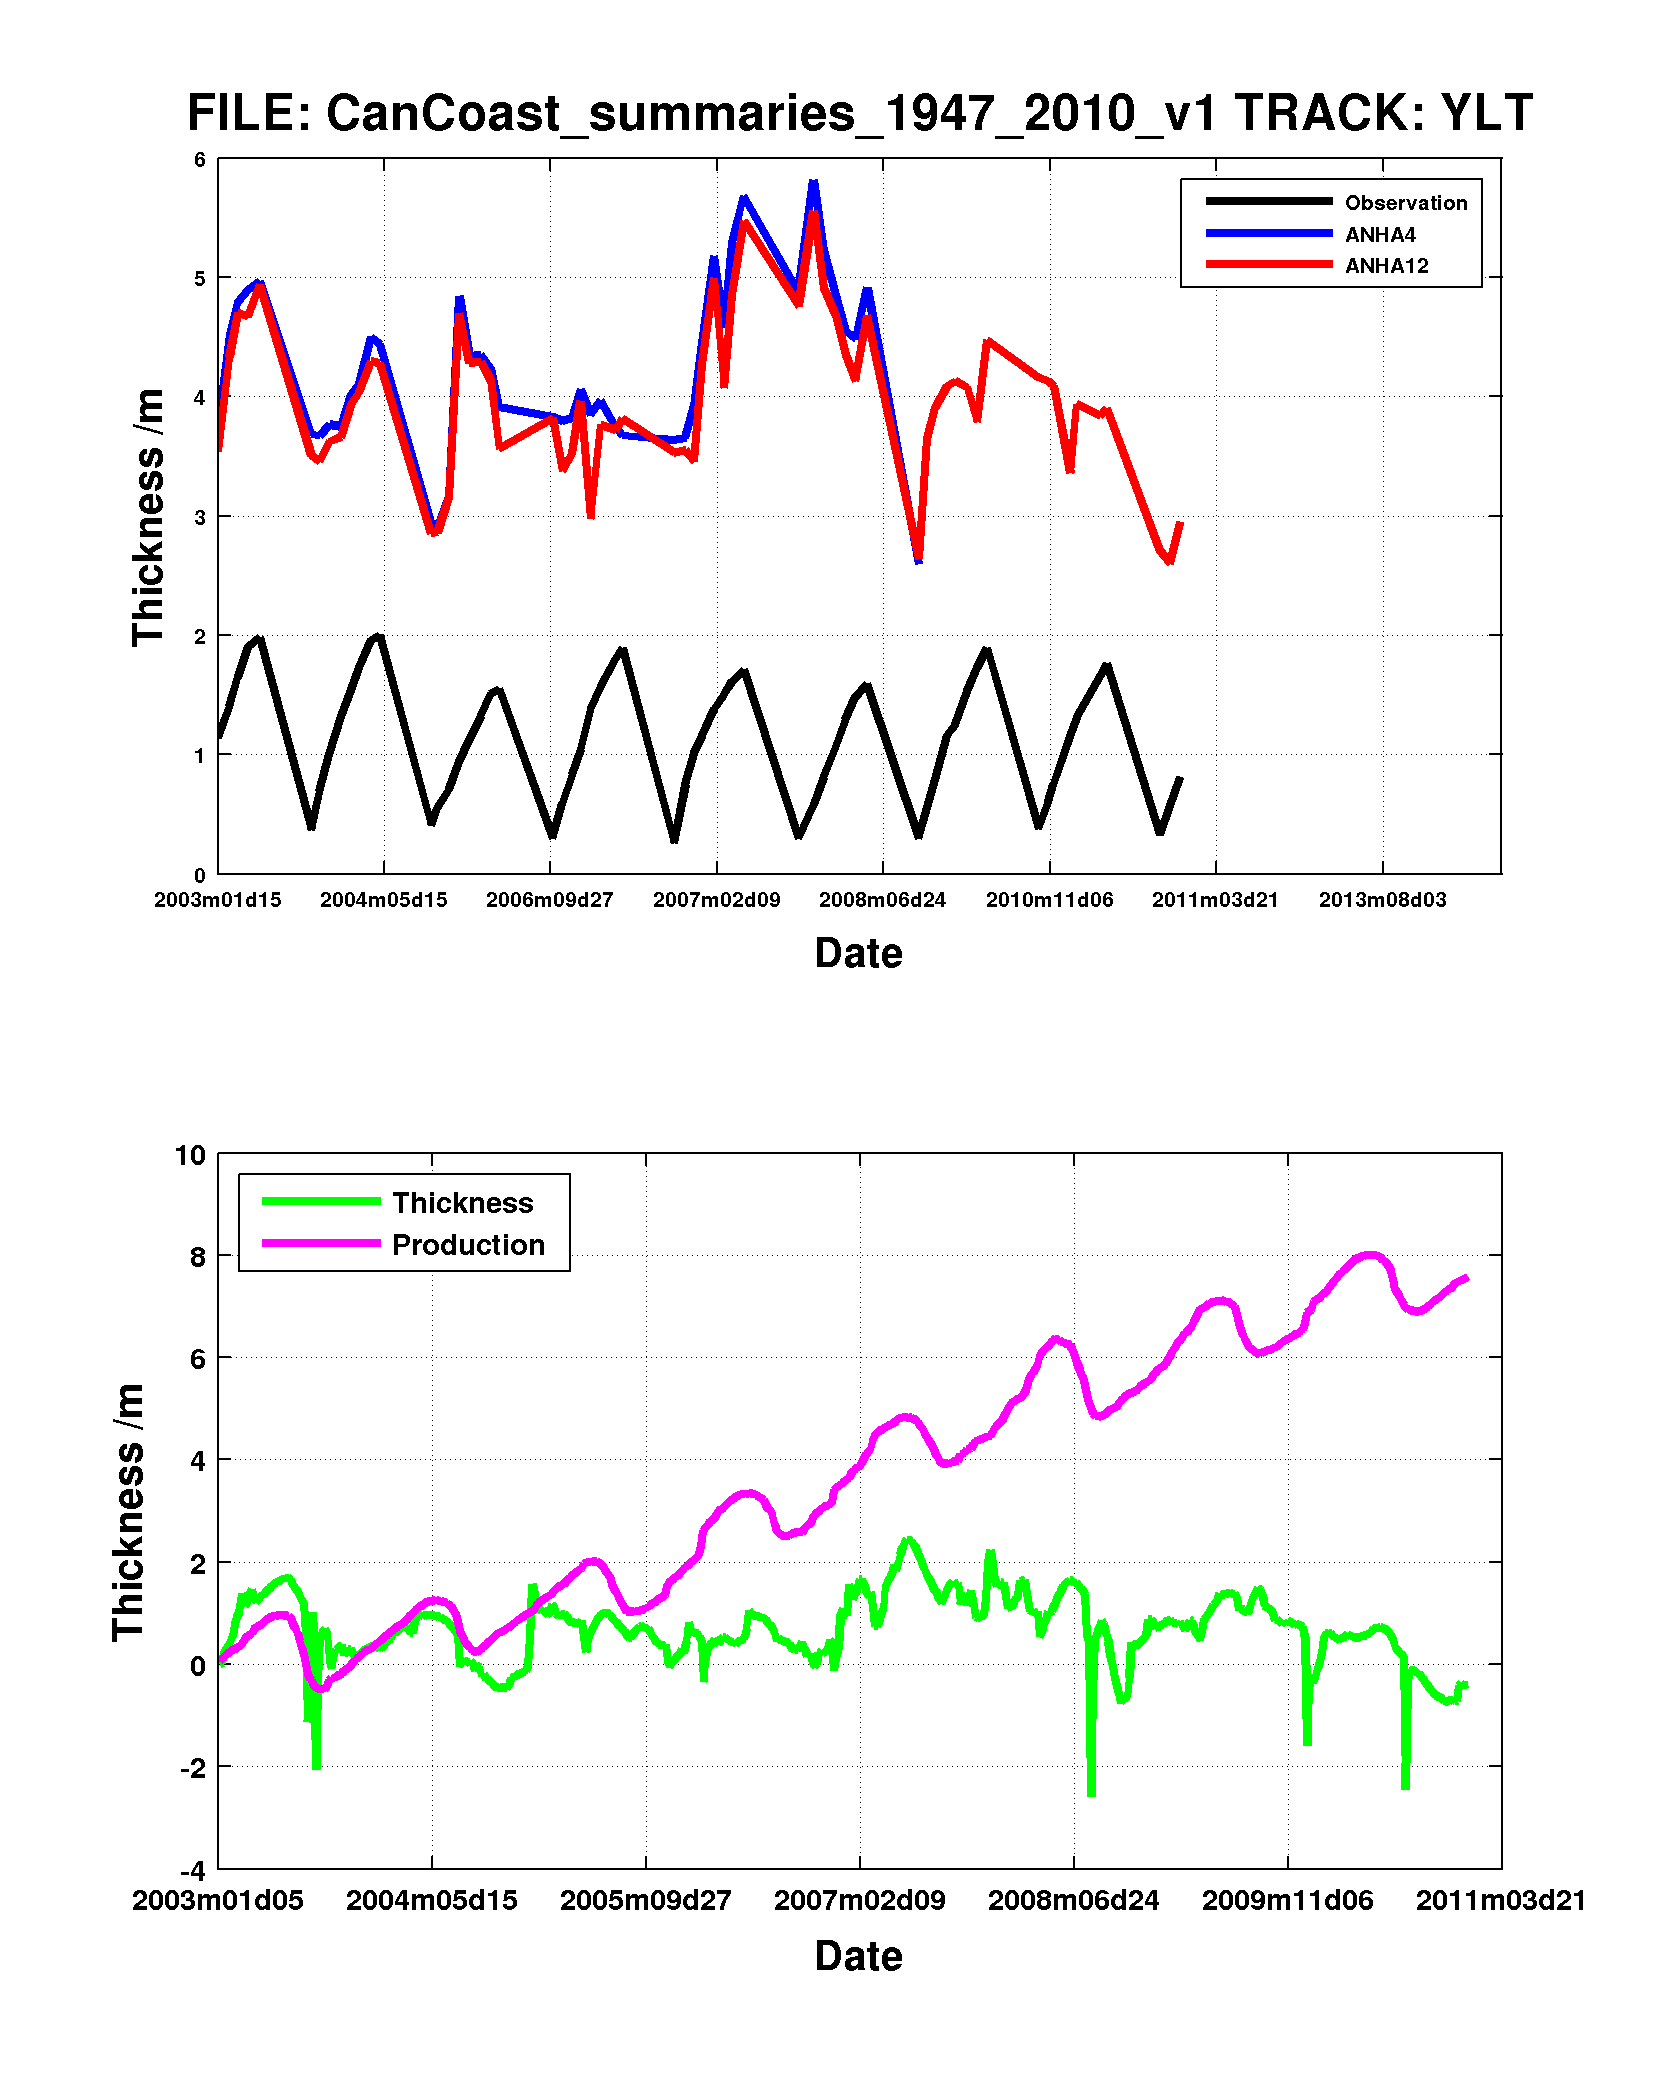 FILE: CanCoast_summaries_1947_2010_v1 TRACK: YLT
6
5
4
3
2
1
0
Thickness /m
Observation
ANHA4
ANHA12
2003m01d15 2004m05d15 2006m09d27 2007m02d09 2008m06d24 2010m11d06 2011m03d21 2013m08d03
Date
10
8
6
4
2
0
-2
-4
Thickness /m
Thickness
Production
2003m01d05 2004m05d15 2005m09d27 2007m02d09 2008m06d24 2009m11d06 2011m03d21
Date